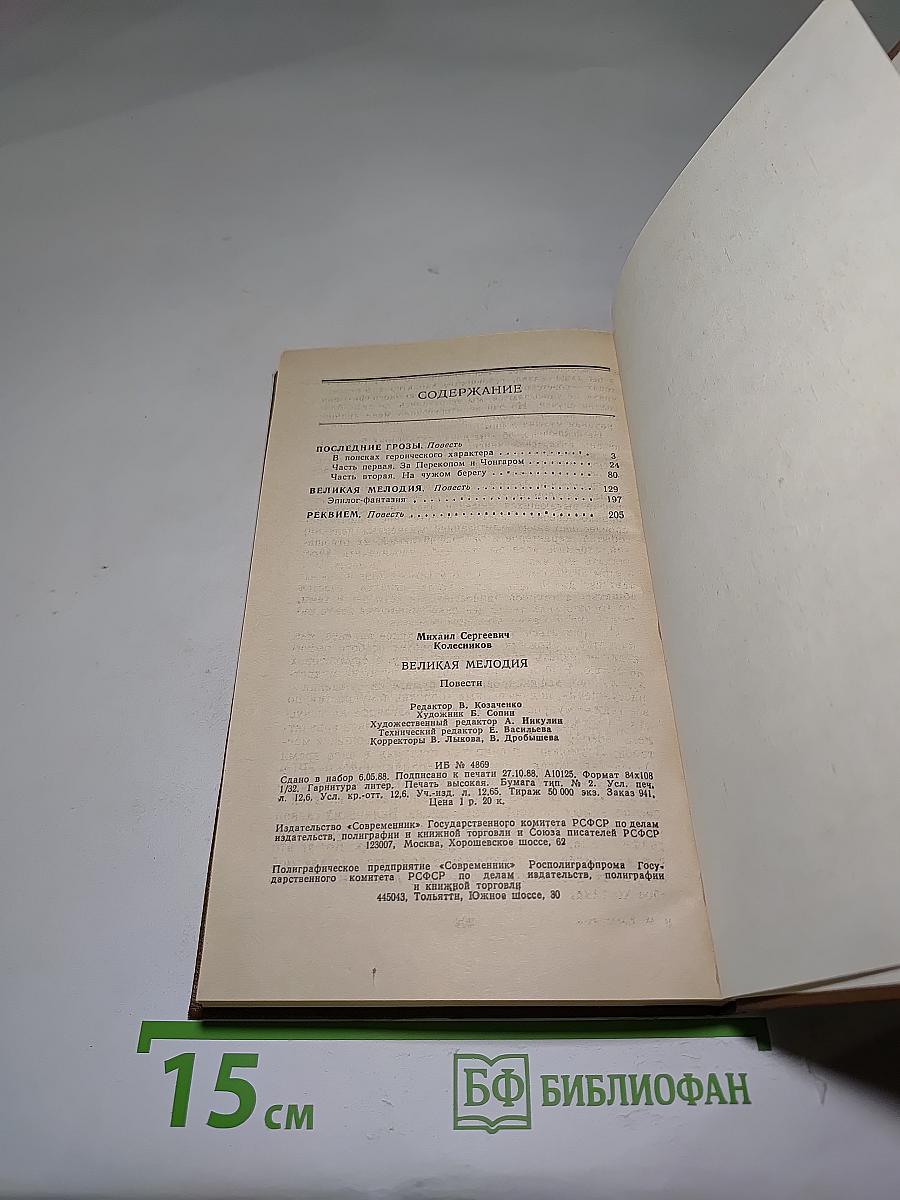 СОДЕРЖАНИЕ
ПОСЛЕДНИЕ ГРОЗЫ. Повесть
В поисках героического характера . . . . . . . . . . . 3
Часть первая. За Перекопом и Чонгаром . . . . . . . . 24
Часть вторая. На чужом берегу . . . . . . . . . . . . 80
ВЕЛИКАЯ МЕЛОДИЯ. Повесть . . . . . . . . . . . . . . 129
Эпилог-фантазия . . . . . . . . . . . . . . . . . . . 197
РЕКВИЕМ. Повесть . . . . . . . . . . . . . . . . . . . 205
Михаил Сергеевич
Колесников
ВЕЛИКАЯ МЕЛОДИЯ
Повести
Редактор В. Козаченко
Художник Б. Сопин
Художественный редактор А. Никулин
Технический редактор Е. Васильева
Корректоры В. Лыкова, В. Дробышева
ИБ № 4869
Сдано в набор 6.05.88. Подписано к печати 27.10.88. А10125. Формат 84x108
1/32. Гарнитура литер. Печать высокая. Бумага тип. № 2. Усл. печ.
л. 12,6. Усл. кр.-отт. 12,6. Уч.-изд. л. 12,65. Тираж 50 000 экз. Заказ 941.
Цена 1 р. 20 к.
Издательство «Современник» Государственного комитета РСФСР по делам
издательств, полиграфии и книжной торговли и Союза писателей РСФСР
123007, Москва, Хорошевское шоссе, 62
Полиграфическое предприятие «Современник» Росполиграфпрома Госу-
дарственного комитета РСФСР по делам издательств, полиграфии
и книжной торговли
445043, Тольятти, Южное шоссе, 30
15 см
БФ БИБЛИОФАН